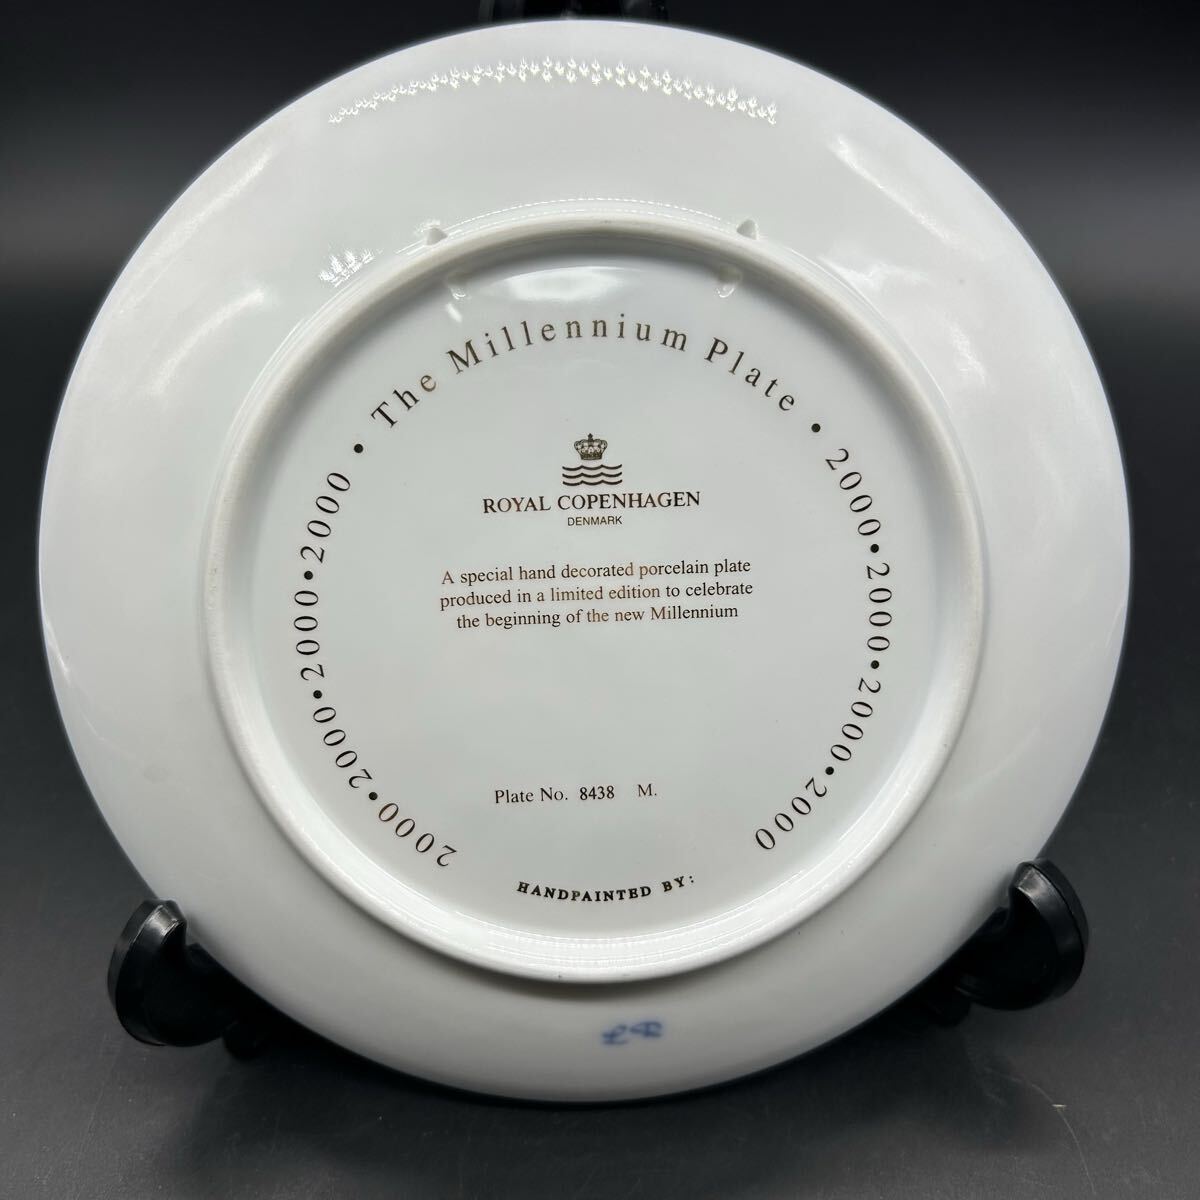 The Millennium Plate • 2000 • 2000 • 2000 • 2000
2000 • 2000 • 2000 • 2000 •
ROYAL COPENHAGEN
DENMARK
A special hand decorated porcelain plate
produced in a limited edition to celebrate
the beginning of the new Millennium
Plate No. 8438 M.
HANDPAINTED BY: